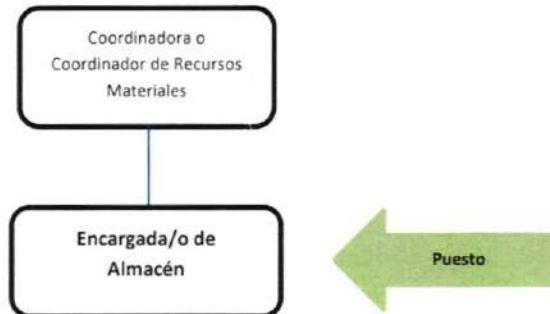 Coordinadora o
Coordinador de Recursos
Materiales
Encargada/o de
Almacén
Puesto